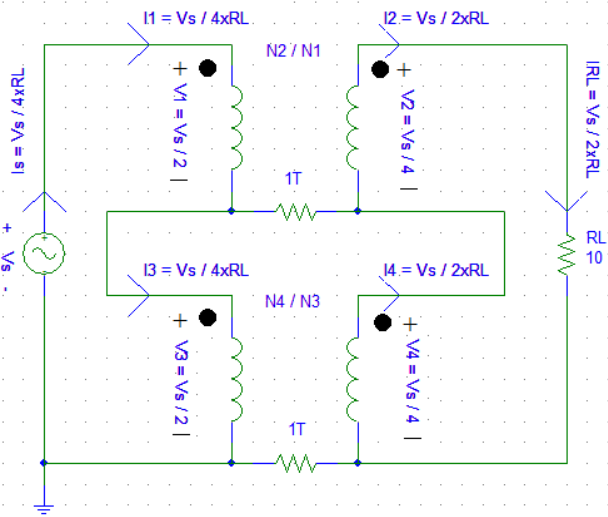 I1 = Vs / 4xRL
I2 = Vs / 2xRL
N2 / N1
+
+
V1 = Vs / 2
V2 = Vs / 4
—
—
Is = Vs / 4xRL
IRL = Vs / 2xRL
1T
+
Vs
-
RL
10
I3 = Vs / 4xRL
I4 = Vs / 2xRL
N4 / N3
+
+
V3 = Vs / 2
V4 = Vs / 4
—
—
1T